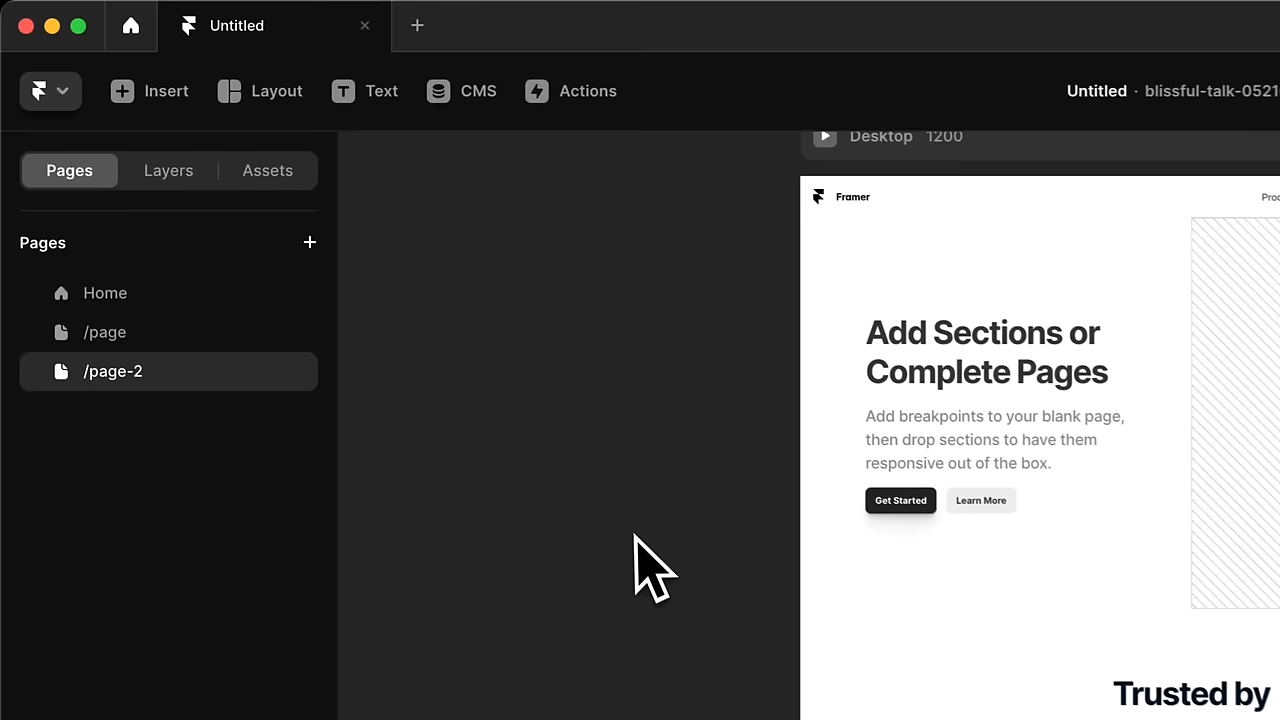 Untitled
Insert
Layout
Text
CMS
Actions
Untitled · blissful-talk-0521
Pages
Layers
Assets
Desktop 1200
Pages
Home
/page
/page-2
Framer
Add Sections or
Complete Pages
Add breakpoints to your blank page,
then drop sections to have them
responsive out of the box.
Get Started
Learn More
Trusted by